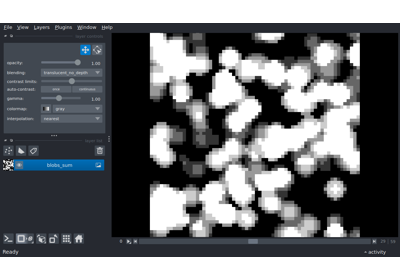 File View Layers Plugins Window Help
opacity: 1.00
blending: translucent_no_depth
contrast limits:
auto-contrast: once continuous
gamma: 1.00
colormap: gray
interpolation: nearest
blobs_sum
Ready
activity